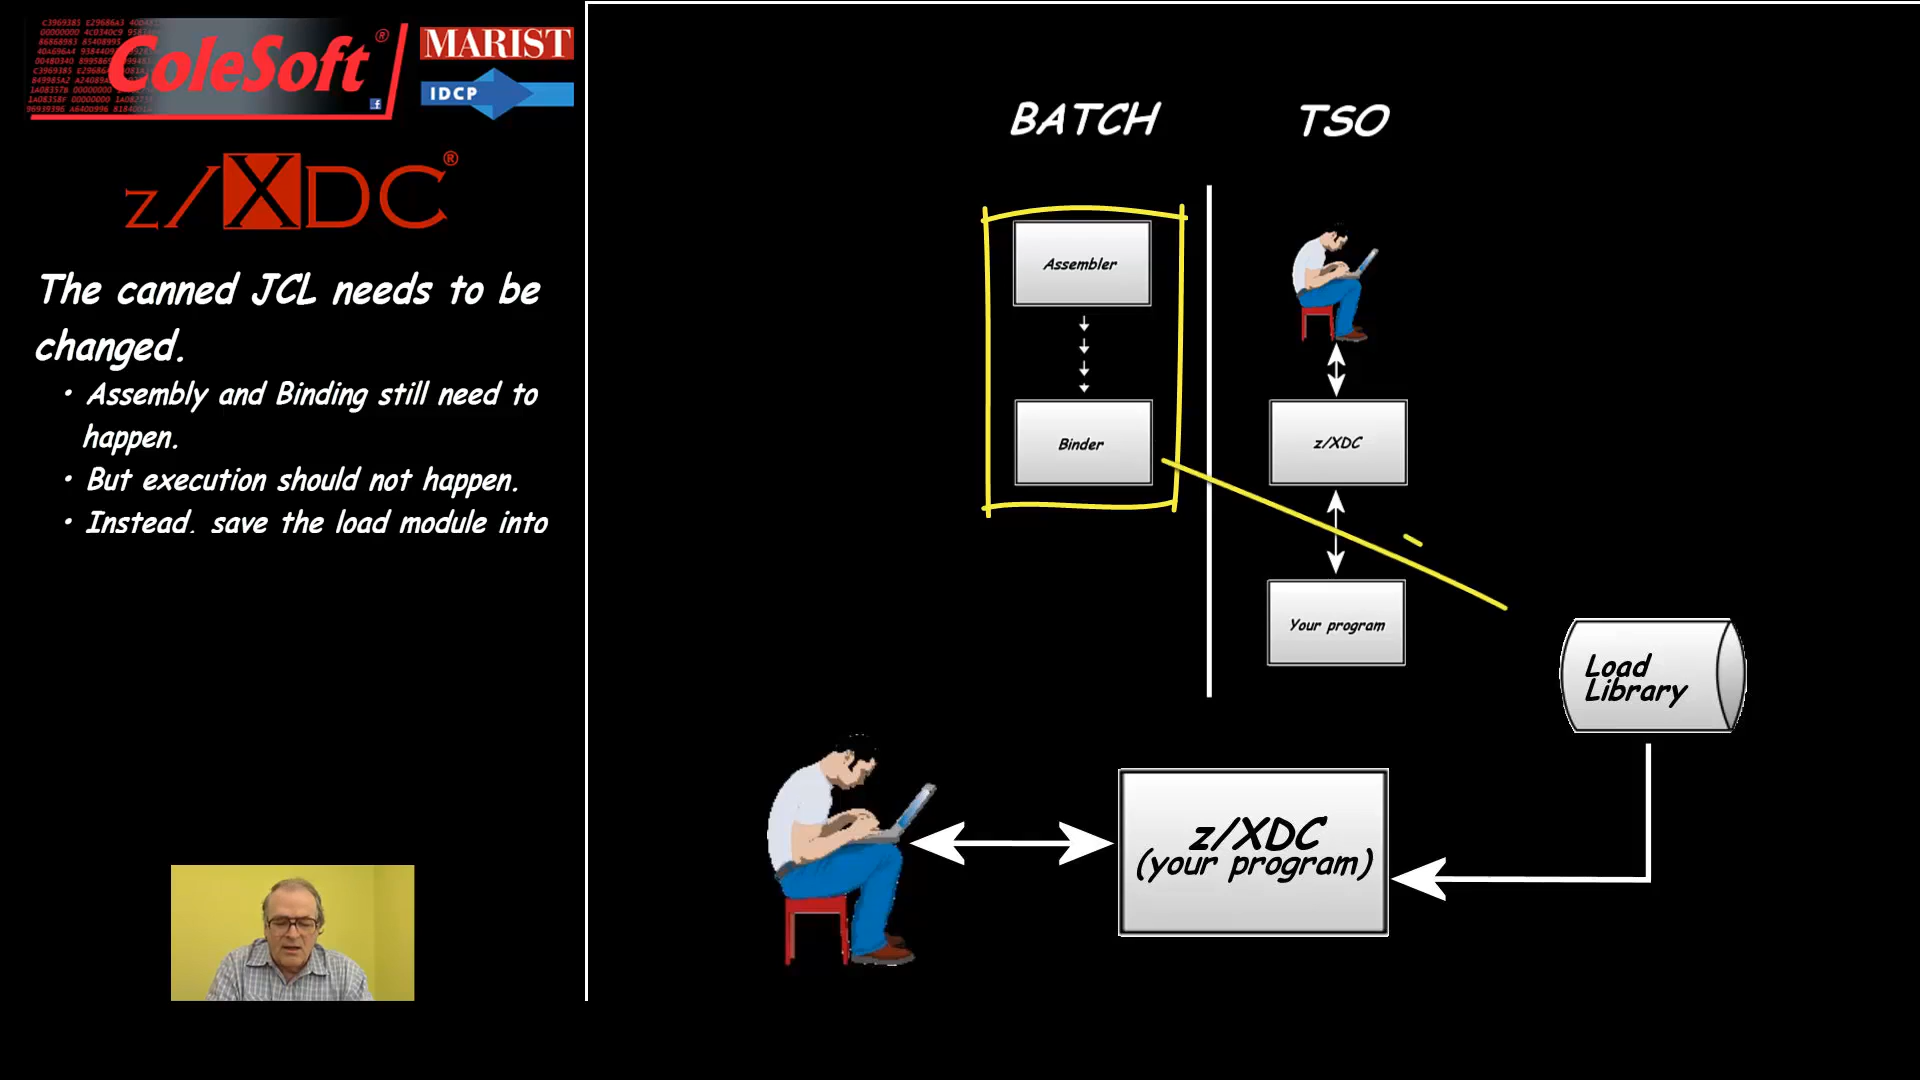 ColeSoft®
MARIST
IDCP
z/XDC®
The canned JCL needs to be
changed.
• Assembly and Binding still need to
happen.
• But execution should not happen.
• Instead, save the load module into
BATCH
TSO
Assembler
Binder
z/XDC
Your program
Load
Library
z/XDC
(your program)